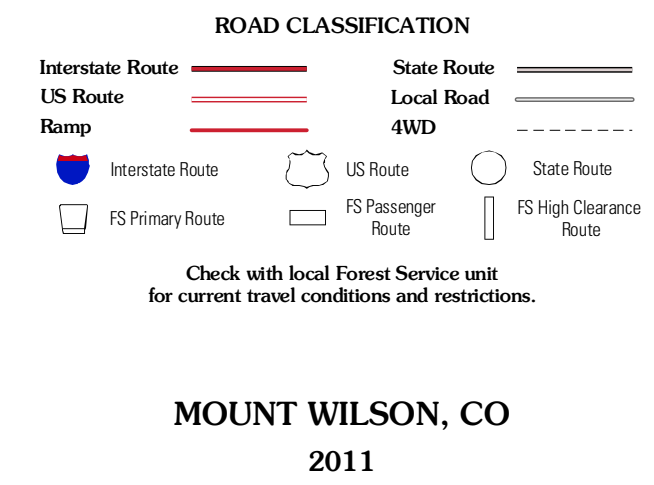 ROAD CLASSIFICATION
Interstate Route
State Route
US Route
Local Road
Ramp
4WD
Interstate Route
US Route
State Route
FS Primary Route
FS Passenger
Route
FS High Clearance
Route
Check with local Forest Service unit
for current travel conditions and restrictions.
MOUNT WILSON, CO
2011